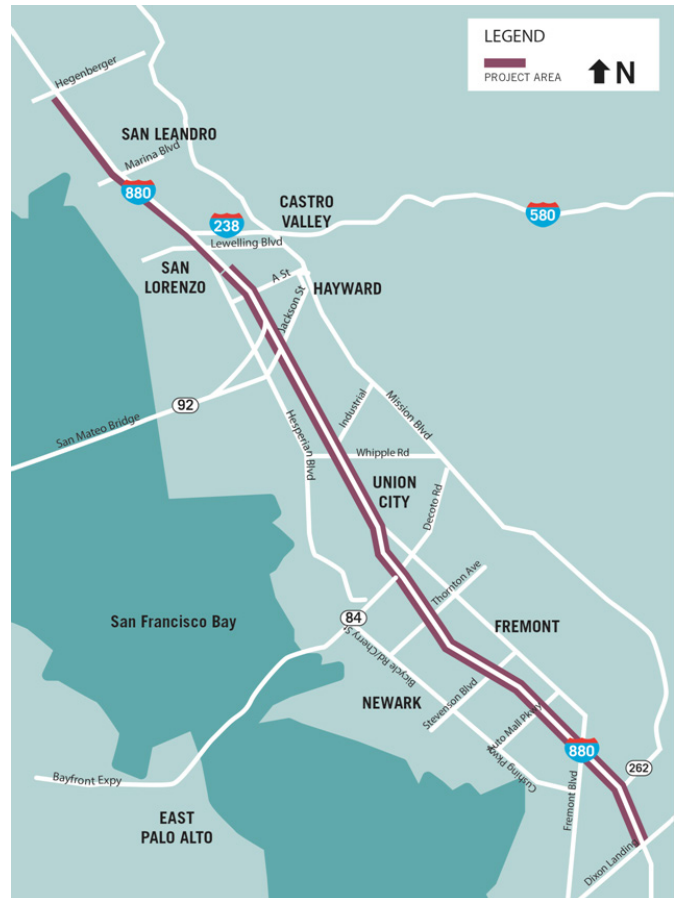 LEGEND
PROJECT AREA
N
Hegenberger
SAN LEANDRO
Marina Blvd
880
CASTRO
VALLEY
238
580
Lewelling Blvd
SAN
LORENZO
A St
HAYWARD
Jackson St
92
San Mateo Bridge
Industrial
Mission Blvd
Hesperian Blvd
Whipple Rd
UNION
CITY
Decoto Rd
Thornton Ave
84
San Francisco Bay
FREMONT
Bicycle Rd/Cherry St
NEWARK
Stevenson Blvd
Auto Mall Pkwy
880
Cushing Pkwy
262
Bayfront Expy
Fremont Blvd
EAST
PALO ALTO
Dixon Landing